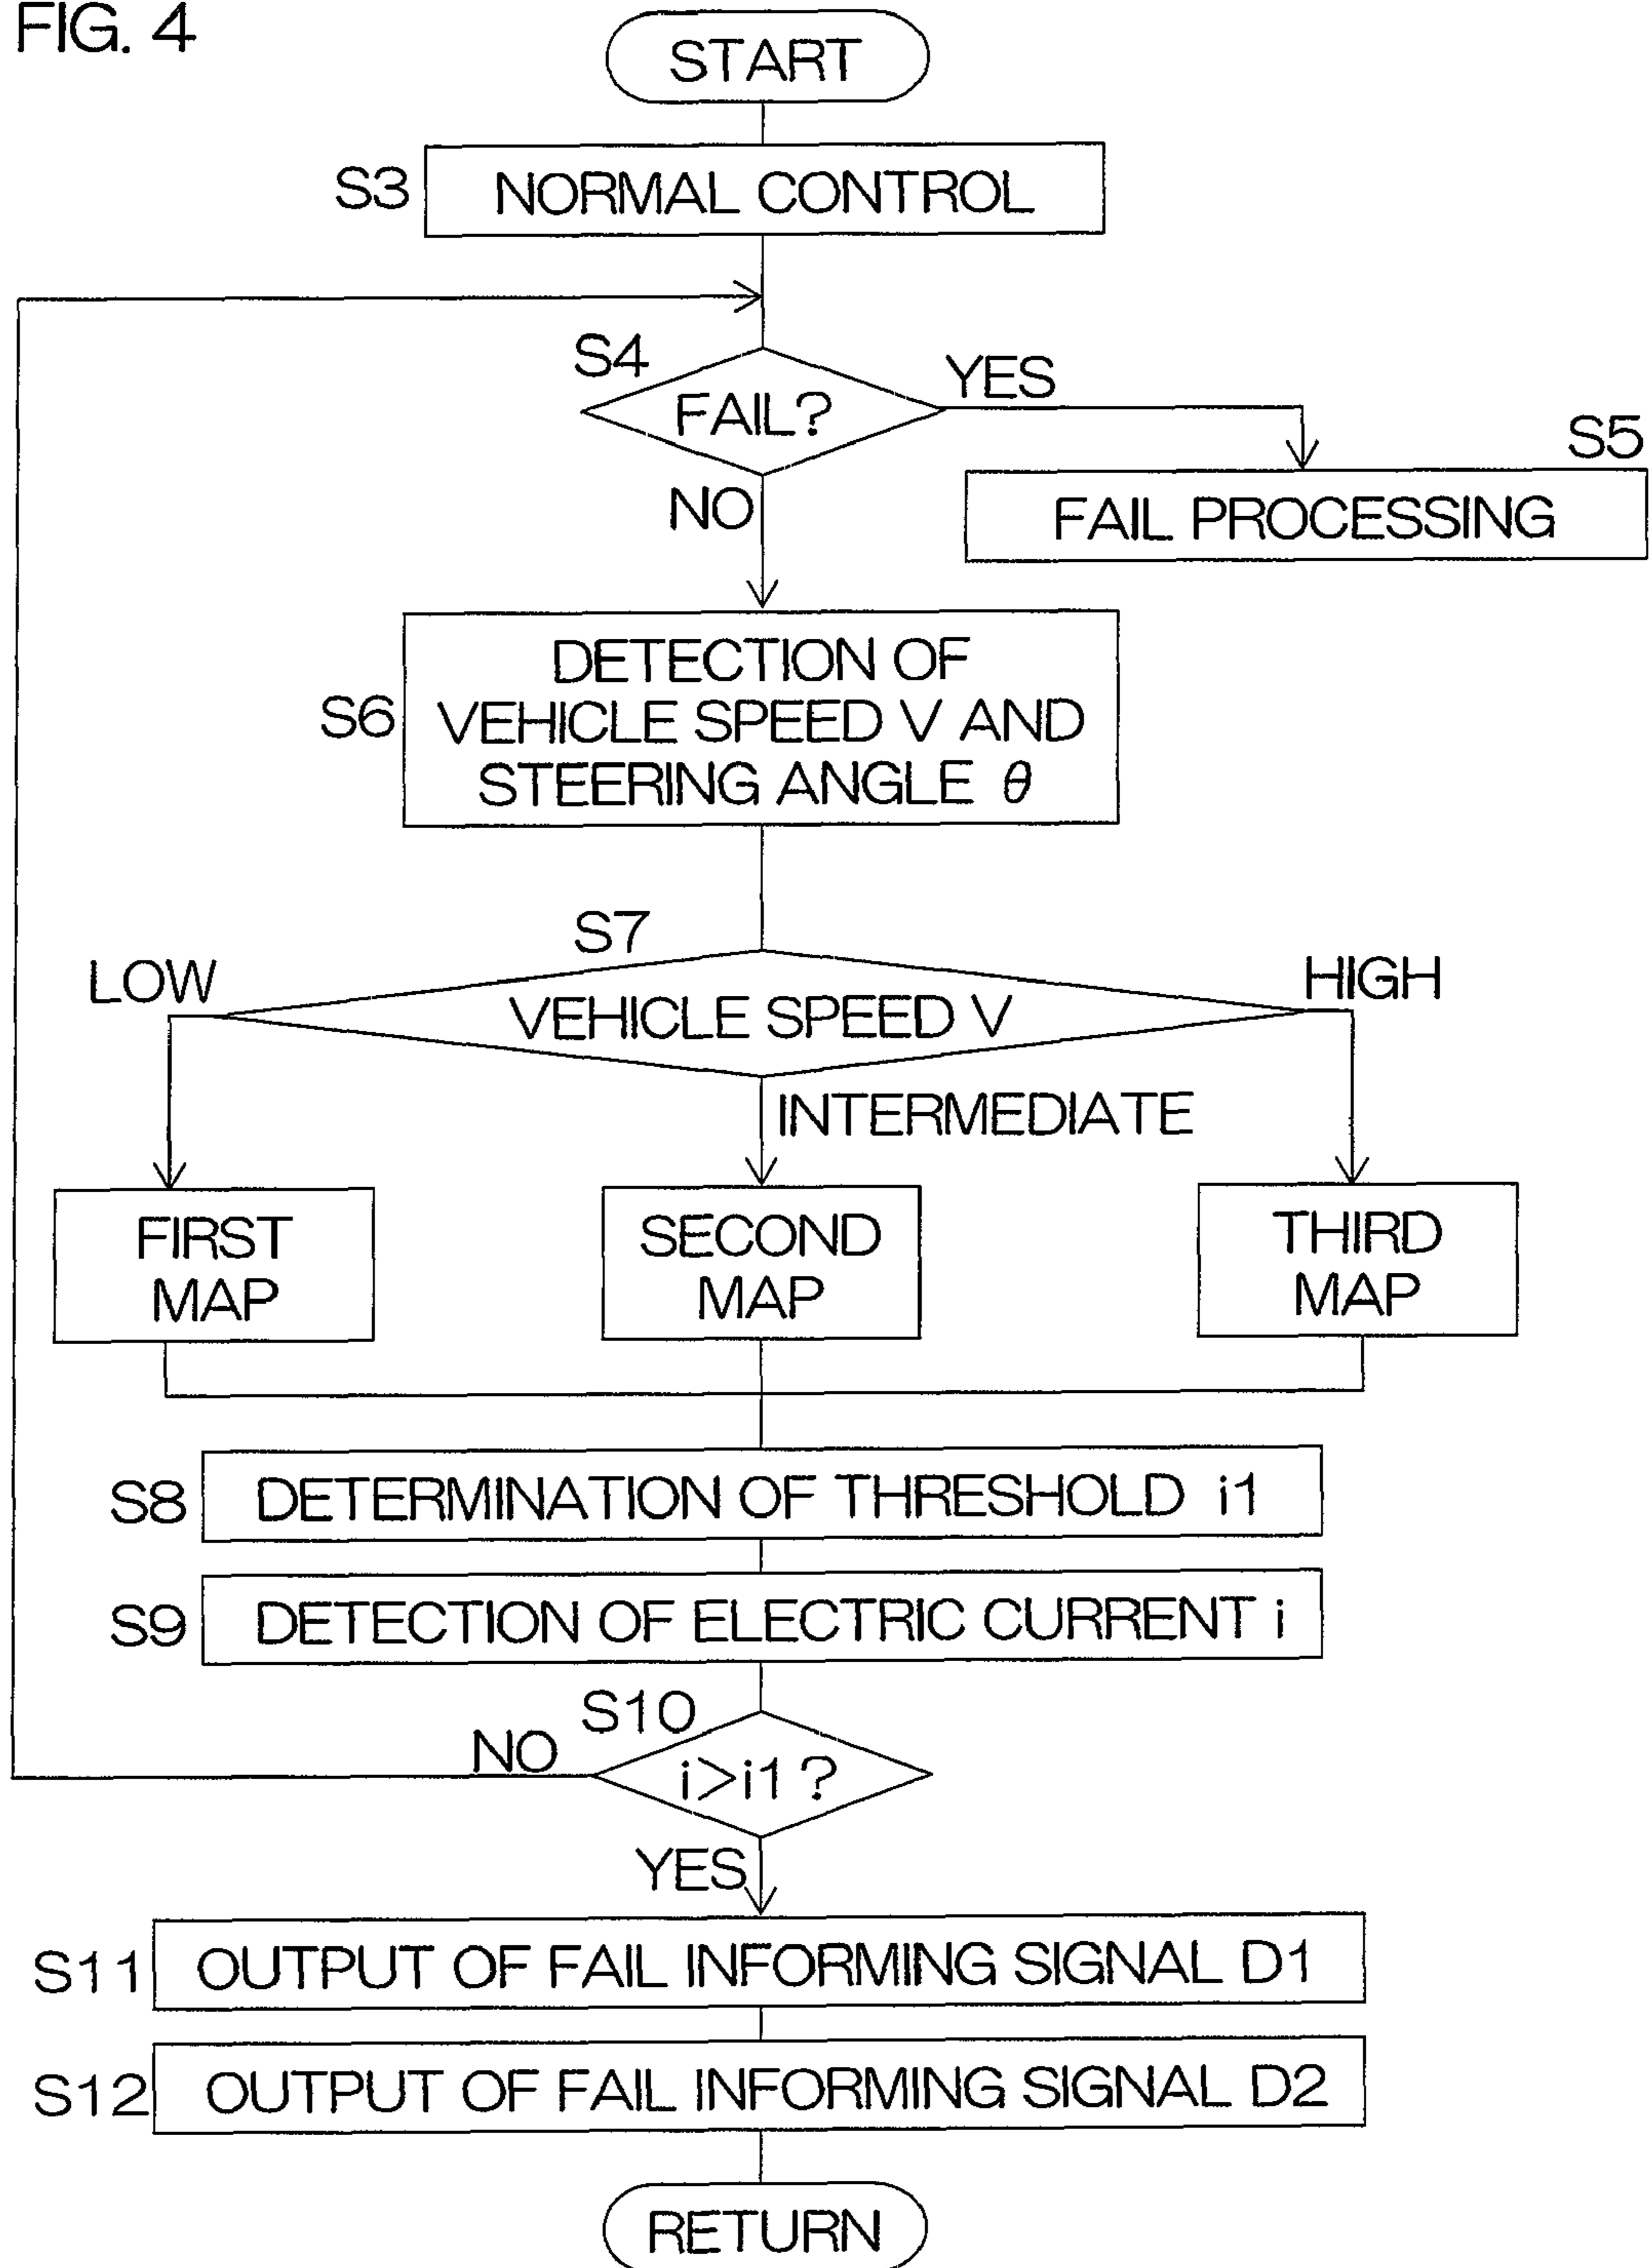 FIG. 4
START
S3
NORMAL CONTROL
S4
FAIL?
YES
NO
S5
FAIL PROCESSING
S6
DETECTION OF
VEHICLE SPEED V AND
STEERING ANGLE θ
S7
VEHICLE SPEED V
LOW
INTERMEDIATE
HIGH
FIRST
MAP
SECOND
MAP
THIRD
MAP
S8
DETERMINATION OF THRESHOLD i1
S9
DETECTION OF ELECTRIC CURRENT i
S10
i>i1?
NO
YES
S11
OUTPUT OF FAIL INFORMING SIGNAL D1
S12
OUTPUT OF FAIL INFORMING SIGNAL D2
RETURN